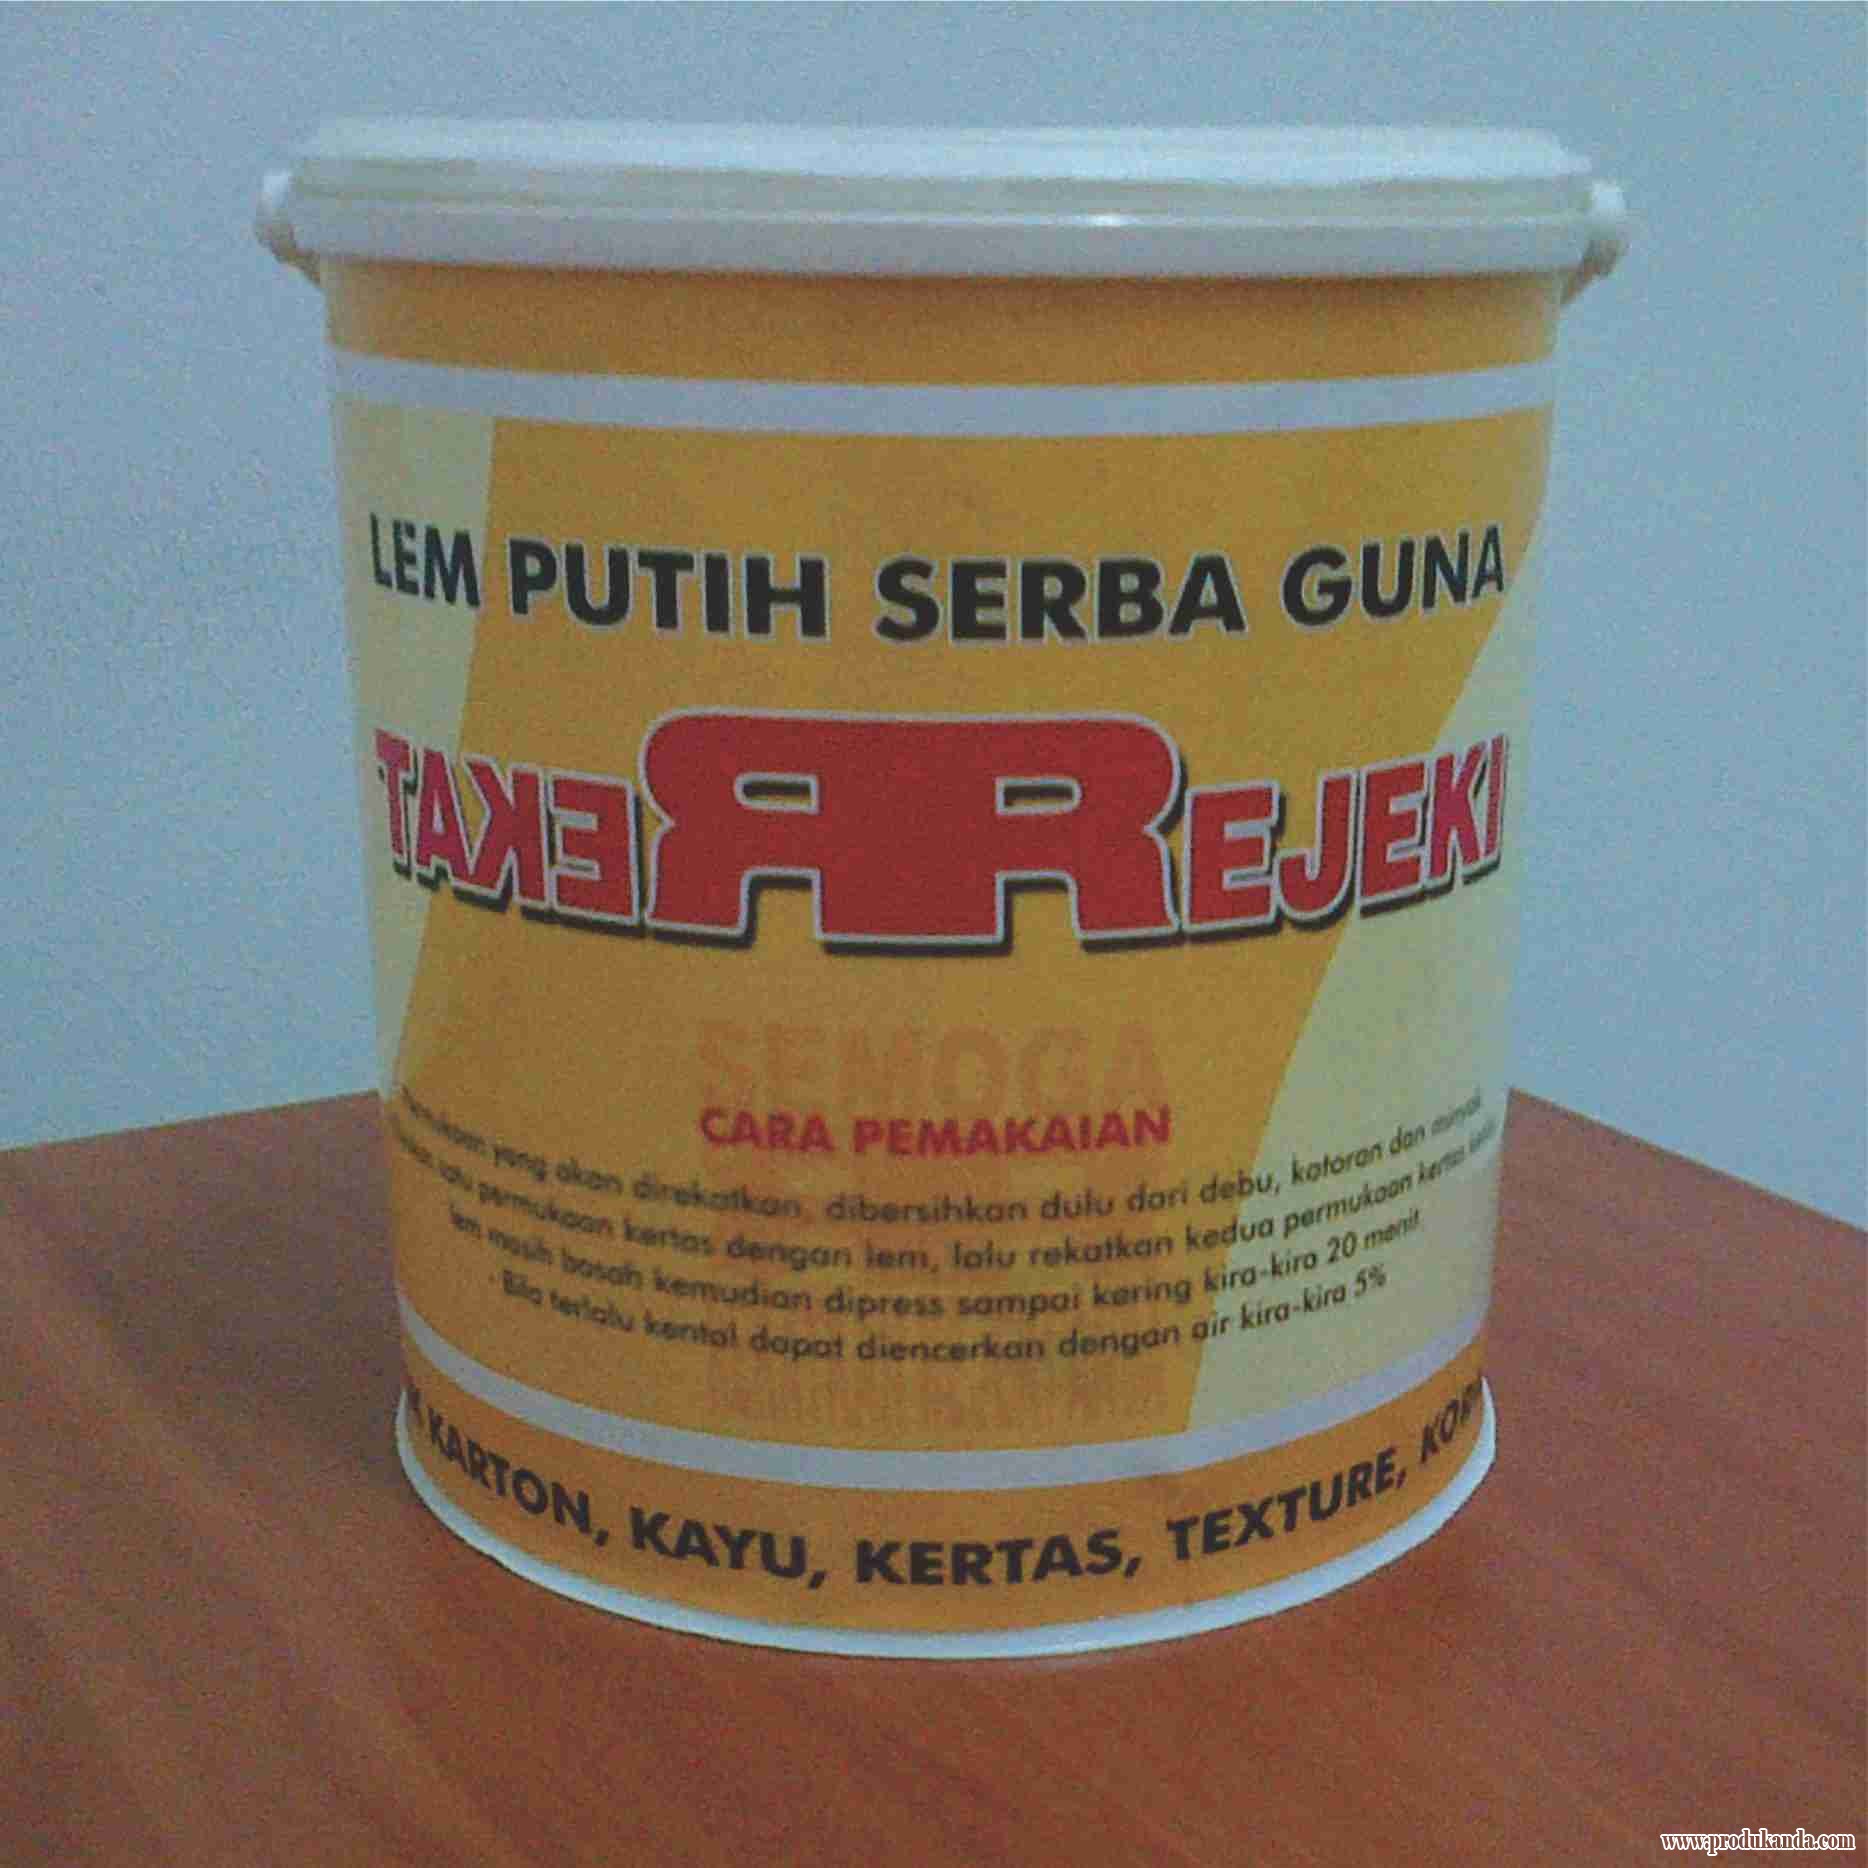 LEM PUTIH SERBA GUNA
TAKERREJEKI
SEMOGA
CARA PEMAKAIAN
yang akan direkatkan, dibersihkan dulu dari debu, kotoran dan minyak
satu permukaan kertas dengan lem, lalu rekatkan kedua permukaan kertas
lem masih basah kemudian dipress sampai kering kira-kira 20 menit
- Bila terlalu kental dapat diencerkan dengan air kira-kira 5%
KARTON, KAYU, KERTAS, TEXTURE,
www.produkanda.com